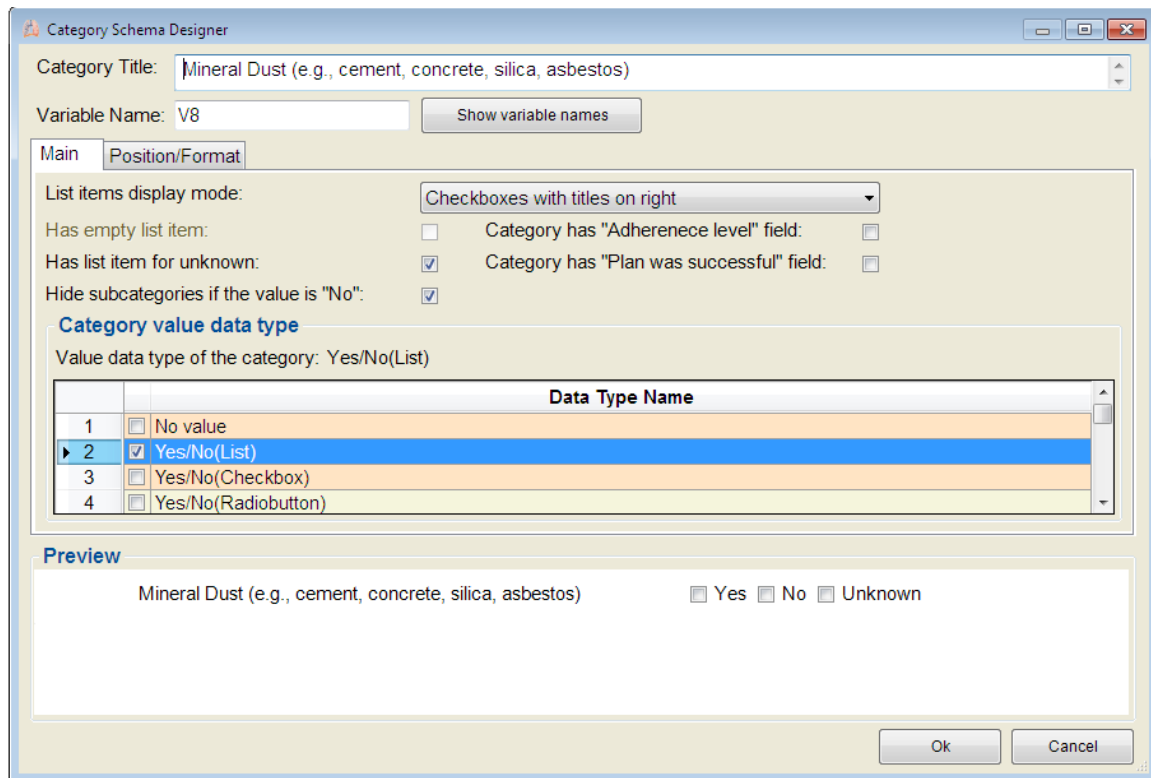 Category Schema Designer
Category Title: Mineral Dust (e.g., cement, concrete, silica, asbestos)
Variable Name: V8 Show variable names
Main Position/Format
List items display mode: Checkboxes with titles on right
Has empty list item: Category has "Adherenece level" field:
Has list item for unknown: Category has "Plan was successful" field:
Hide subcategories if the value is "No":
Category value data type
Value data type of the category: Yes/No(List)
Data Type Name
1 No value
2 Yes/No(List)
3 Yes/No(Checkbox)
4 Yes/No(Radiobutton)
Preview
Mineral Dust (e.g., cement, concrete, silica, asbestos) Yes No Unknown
Ok Cancel